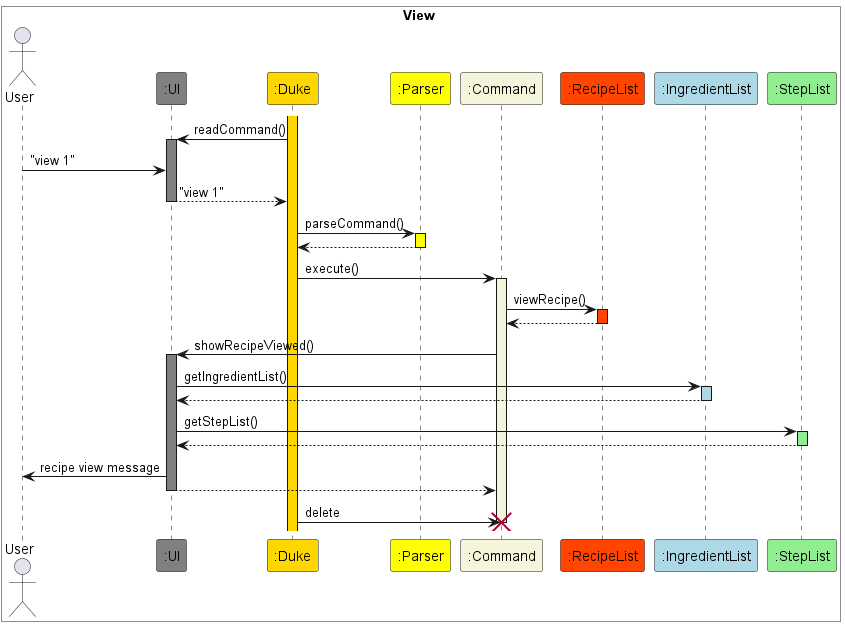 View
User
:UI :Duke :Parser :Command :RecipeList :IngredientList :StepList
readCommand()
"view 1"
"view 1"
parseCommand()
execute()
viewRecipe()
showRecipeViewed()
getIngredientList()
getStepList()
recipe view message
delete
User
:UI :Duke :Parser :Command :RecipeList :IngredientList :StepList